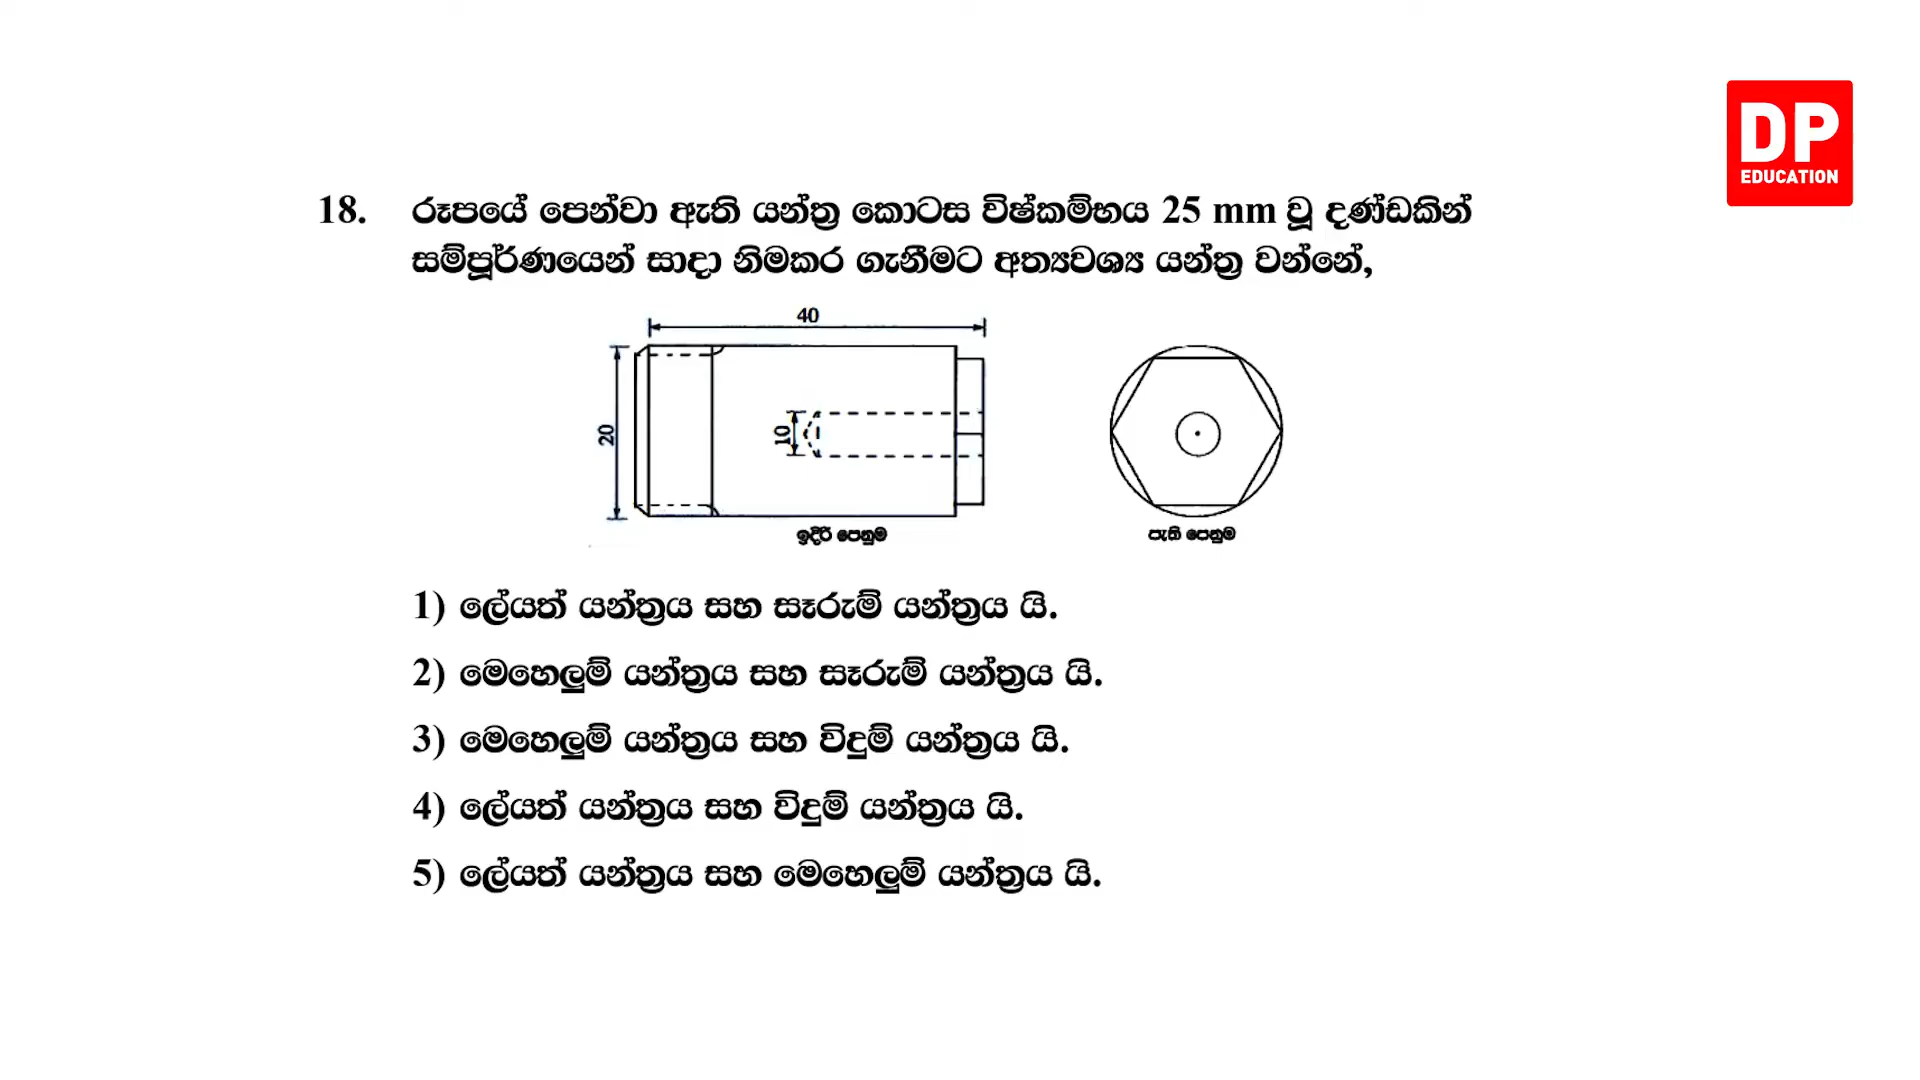 DP
EDUCATION
18. රූපයේ පෙන්වා ඇති යන්ත්‍ර කොටස විෂ්කම්භය 25 mm වූ දණ්ඩකින්
සම්පූර්ණයෙන් සාදා නිමකර ගැනීමට අත්‍යවශ්‍ය යන්ත්‍ර වන්නේ,
40
20
10
ඉදිරි පෙනුම
පැති පෙනුම
1) ලේයත් යන්ත්‍රය සහ සෑරුම් යන්ත්‍රය යි.
2) මෙහෙලුම් යන්ත්‍රය සහ සෑරුම් යන්ත්‍රය යි.
3) මෙහෙලුම් යන්ත්‍රය සහ විදුම් යන්ත්‍රය යි.
4) ලේයත් යන්ත්‍රය සහ විදුම් යන්ත්‍රය යි.
5) ලේයත් යන්ත්‍රය සහ මෙහෙලුම් යන්ත්‍රය යි.